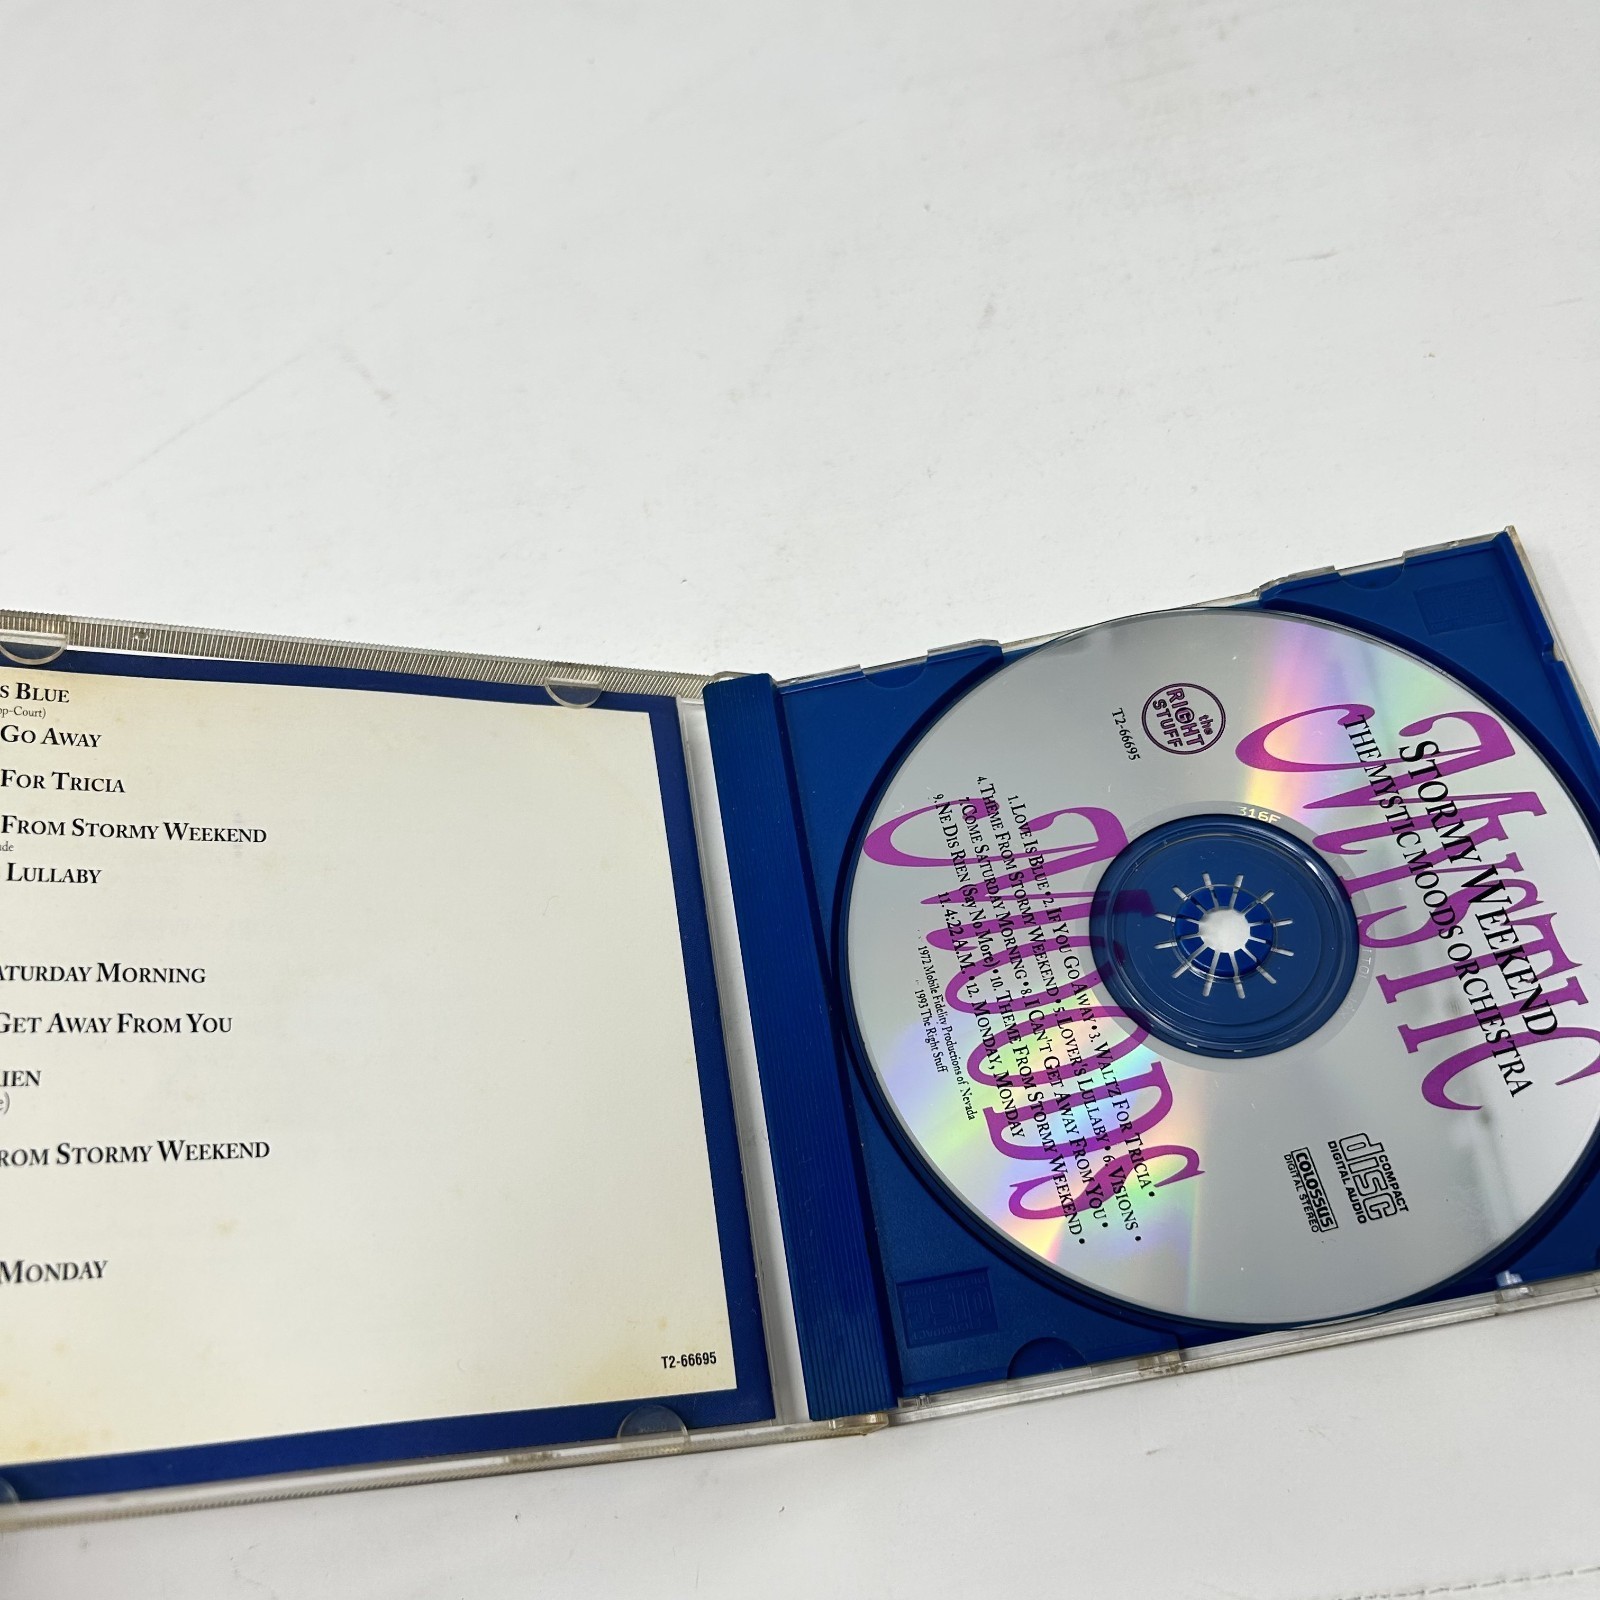 S BLUE
pp-Court)
GO AWAY
FOR TRICIA
FROM STORMY WEEKEND
ude
LULLABY
ATURDAY MORNING
GET AWAY FROM YOU
RIEN
e)
ROM STORMY WEEKEND
MONDAY
T2-66695
MYSTIC
MOODS
STORMY WEEKEND
THE MYSTIC MOODS ORCHESTRA
the
RIGHT
STUFF
T2-66695
316F
COMPACT
disc
DIGITAL AUDIO
COLOSSUS
DIGITAL STEREO
1. LOVE IS BLUE • 2. IF YOU GO AWAY • 3. WALTZ FOR TRICIA •
4. THEME FROM STORMY WEEKEND • 5. LOVER'S LULLABY • 6. VISIONS •
7. COME SATURDAY MORNING • 8. I CAN'T GET AWAY FROM YOU •
9. NE DIS RIEN (SAY NO MORE) • 10. THEME FROM STORMY WEEKEND •
11. 4:22 A.M. • 12. MONDAY, MONDAY
1972 Mobile Fidelity Productions of Nevada
1993 The Right Stuff